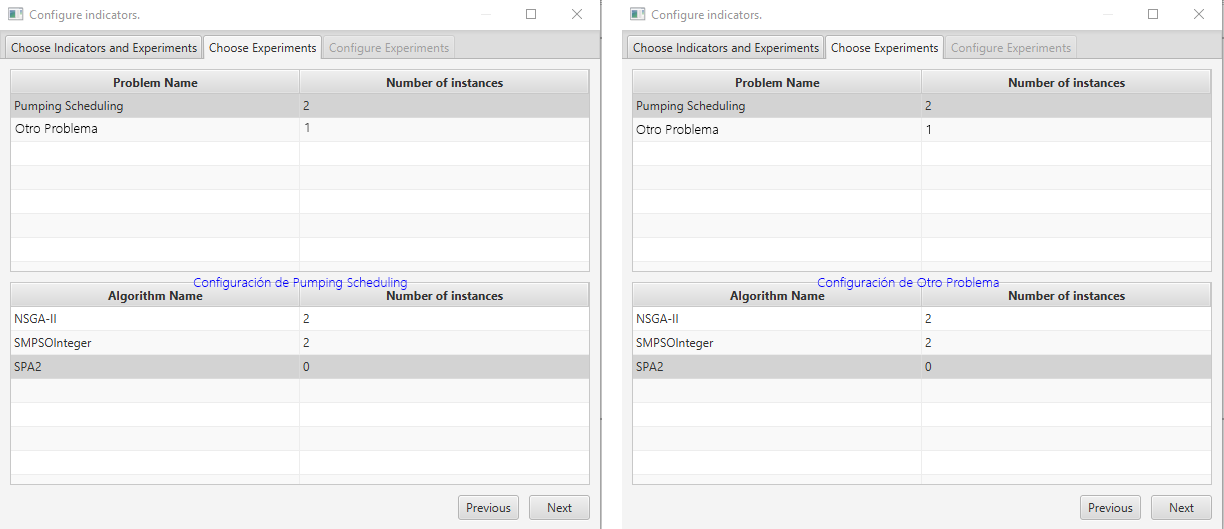 Configure indicators.
Choose Indicators and Experiments Choose Experiments Configure Experiments
Problem Name Number of instances
Pumping Scheduling 2
Otro Problema 1
Configuración de Pumping Scheduling
Algorithm Name Number of instances
NSGA-II 2
SMPSOInteger 2
SPA2 0
Previous Next
Configure indicators.
Choose Indicators and Experiments Choose Experiments Configure Experiments
Problem Name Number of instances
Pumping Scheduling 2
Otro Problema 1
Configuración de Otro Problema
Algorithm Name Number of instances
NSGA-II 2
SMPSOInteger 2
SPA2 0
Previous Next